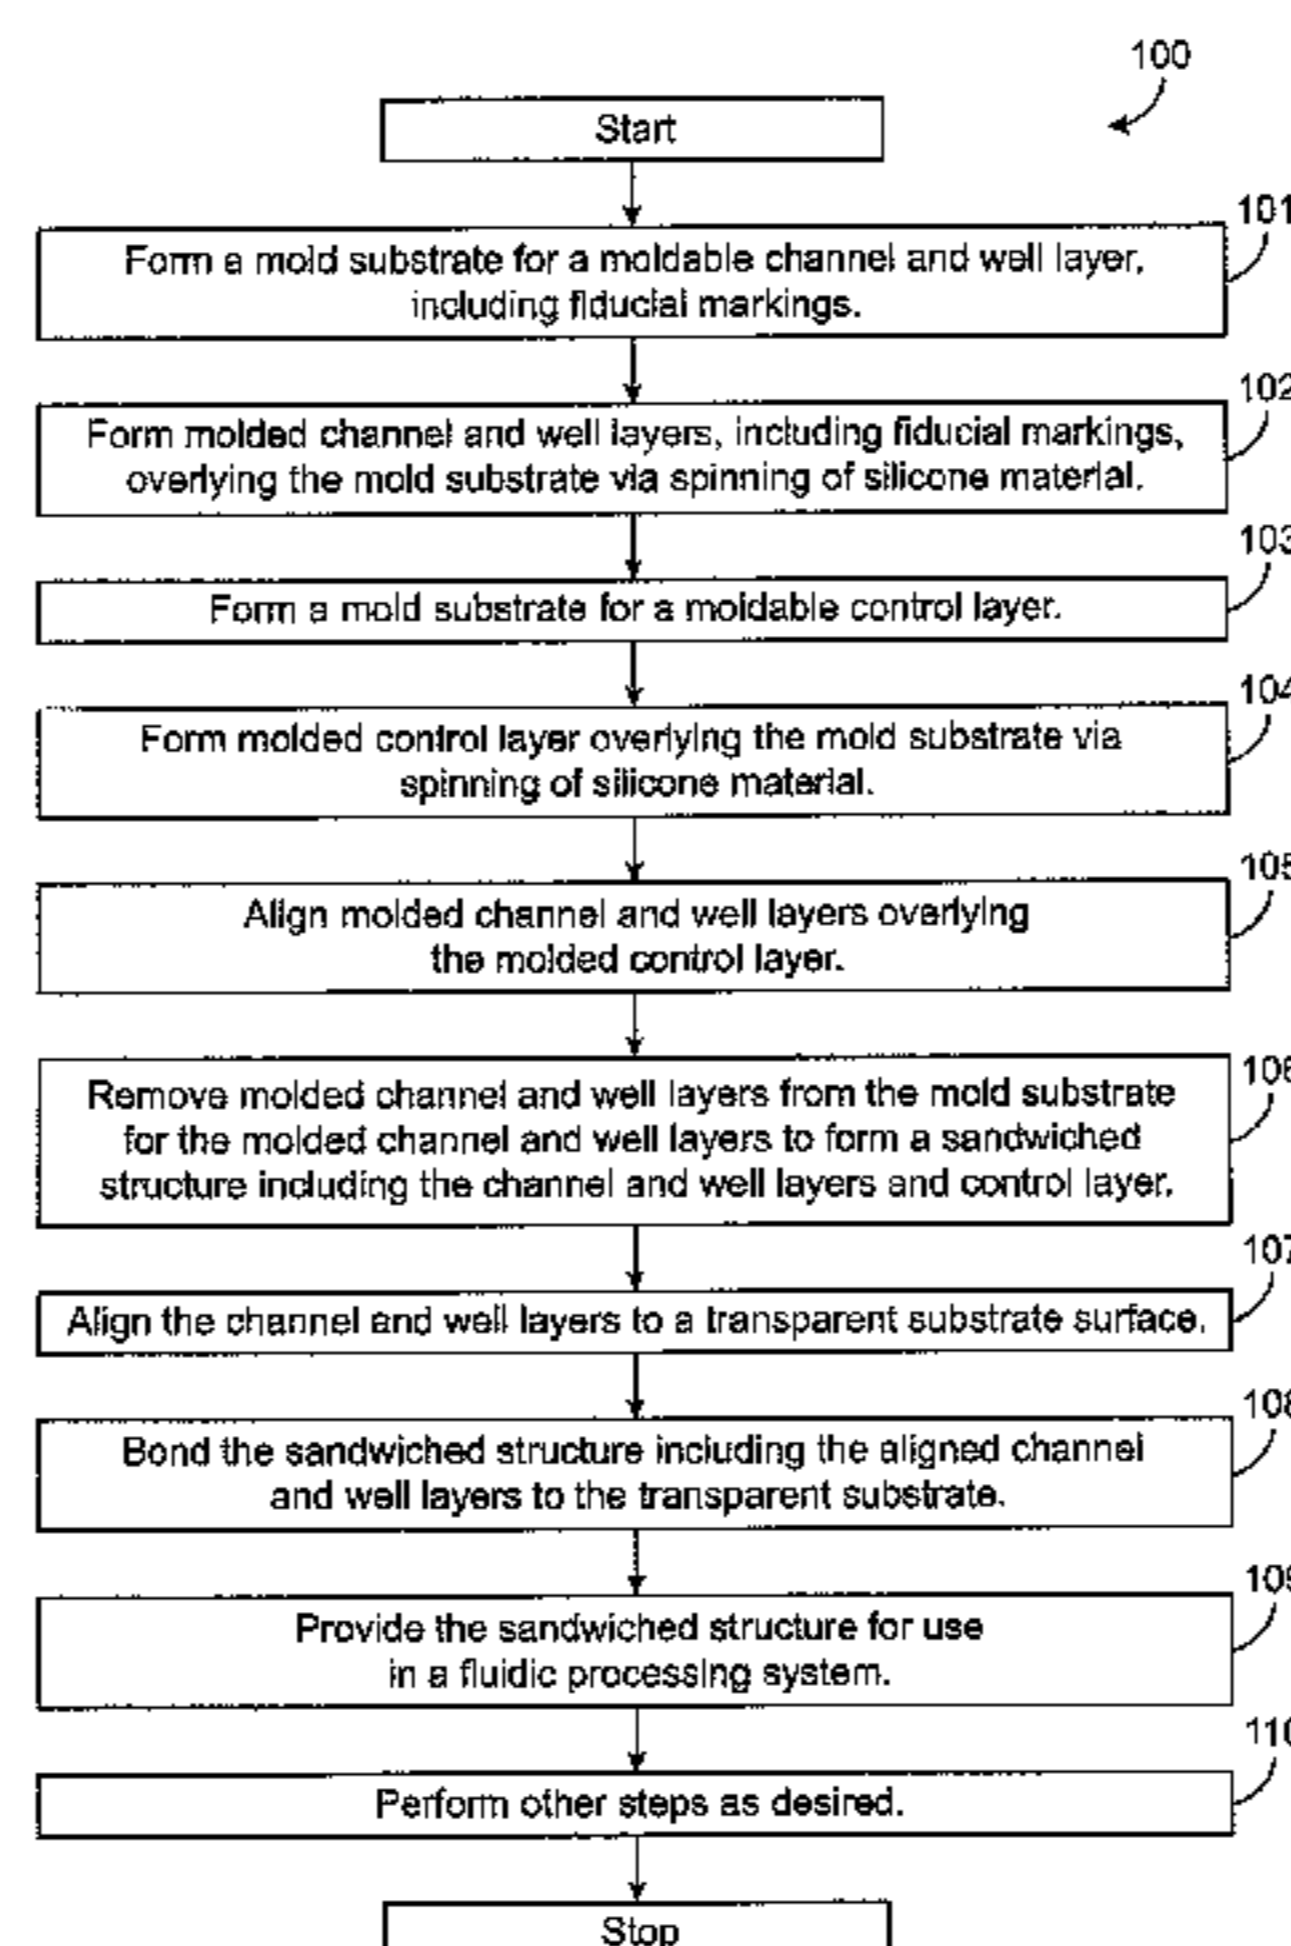 100
Start
101
Form a mold substrate for a moldable channel and well layer,
including fiducial markings.
102
Form molded channel and well layers, including fiducial markings,
overlying the mold substrate via spinning of silicone material.
103
Form a mold substrate for a moldable control layer.
104
Form molded control layer overlying the mold substrate via
spinning of silicone material.
105
Align molded channel and well layers overlying
the molded control layer.
106
Remove molded channel and well layers from the mold substrate
for the molded channel and well layers to form a sandwiched
structure including the channel and well layers and control layer.
107
Align the channel and well layers to a transparent substrate surface.
108
Bond the sandwiched structure including the aligned channel
and well layers to the transparent substrate.
109
Provide the sandwiched structure for use
in a fluidic processing system.
110
Perform other steps as desired.
Stop